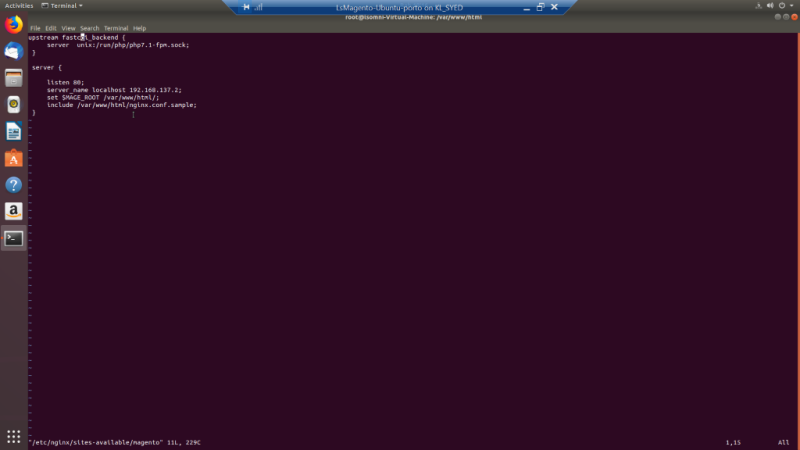 Activities
Terminal
LsMagento-Ubuntu-porto on KL_SYED
root@lsomni-Virtual-Machine: /var/www/html
File Edit View Search Terminal Help
upstream fastcgi_backend {
server unix:/run/php/php7.1-fpm.sock;
}
server {
listen 80;
server_name localhost 192.168.137.2;
set $MAGE_ROOT /var/www/html/;
include /var/www/html/nginx.conf.sample;
}
"/etc/nginx/sites-available/magento" 11L, 229C
1,15
All